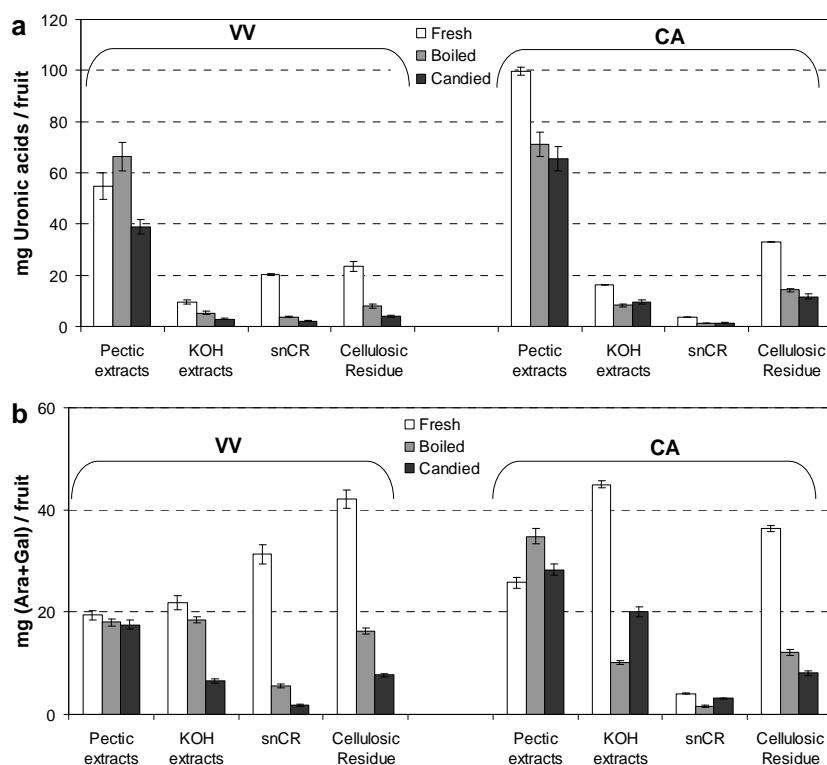 a
120
100
80
60
40
20
0
mg Uronic acids / fruit
VV
Fresh
Boiled
Candied
CA
Pectic extracts
KOH extracts
snCR
Cellulosic Residue
Pectic extracts
KOH extracts
snCR
Cellulosic Residue
b
60
40
20
0
mg (Ara+Gal) / fruit
VV
Fresh
Boiled
Candied
CA
Pectic extracts
KOH extracts
snCR
Cellulosic Residue
Pectic extracts
KOH extracts
snCR
Cellulosic Residue